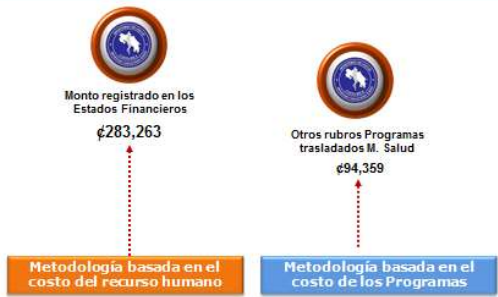 Monto registrado en los
Estados Financieros
¢283,263
Otros rubros Programas
trasladados M. Salud
¢94,359
Metodología basada en el
costo del recurso humano
Metodología basada en el
costo de los Programas